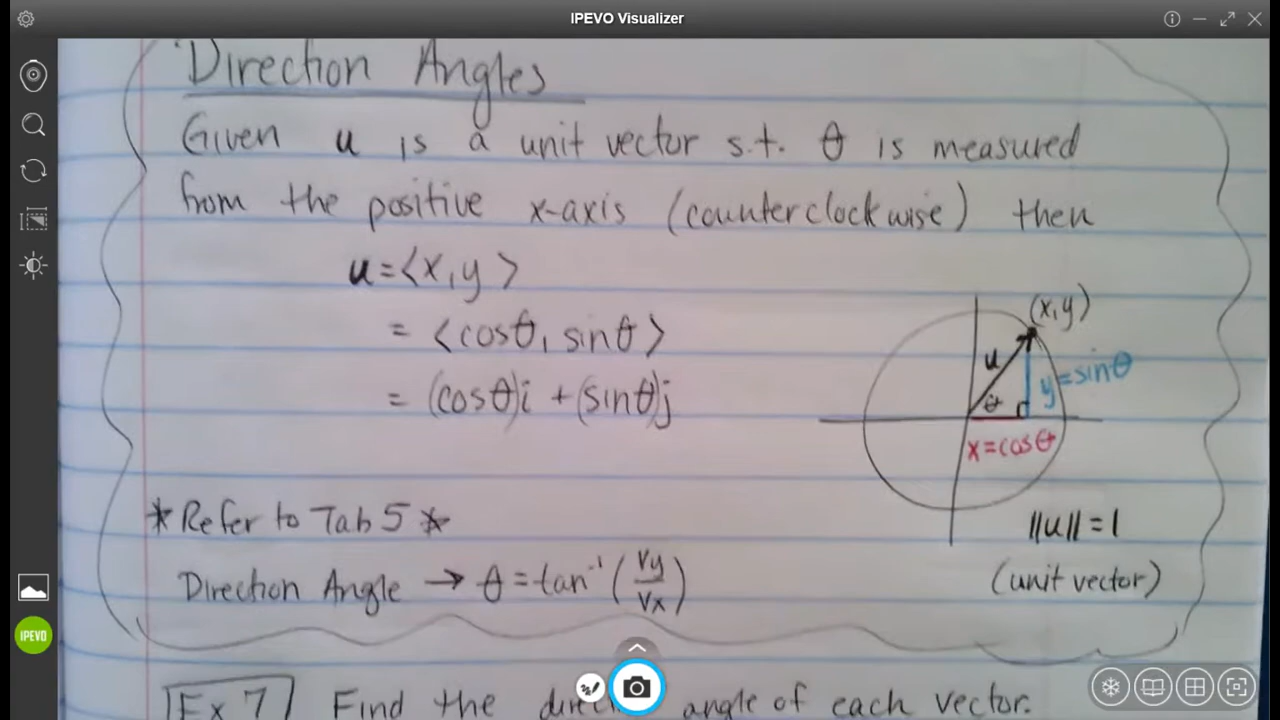 IPEVO Visualizer
Direction Angles
Given u is a unit vector s.t. θ is measured
from the positive x-axis (counterclockwise) then
u=<x,y>
= <cosθ, sinθ>
= (cosθ)i + (sinθ)j
(x,y)
u
θ
y=sinθ
x=cosθ
*Refer to Tab 5*
||u|| = 1
Direction Angle → θ = tan⁻¹ (vy/vx)
(unit vector)
IPEVO
Ex 7 Find the direc angle of each vector.